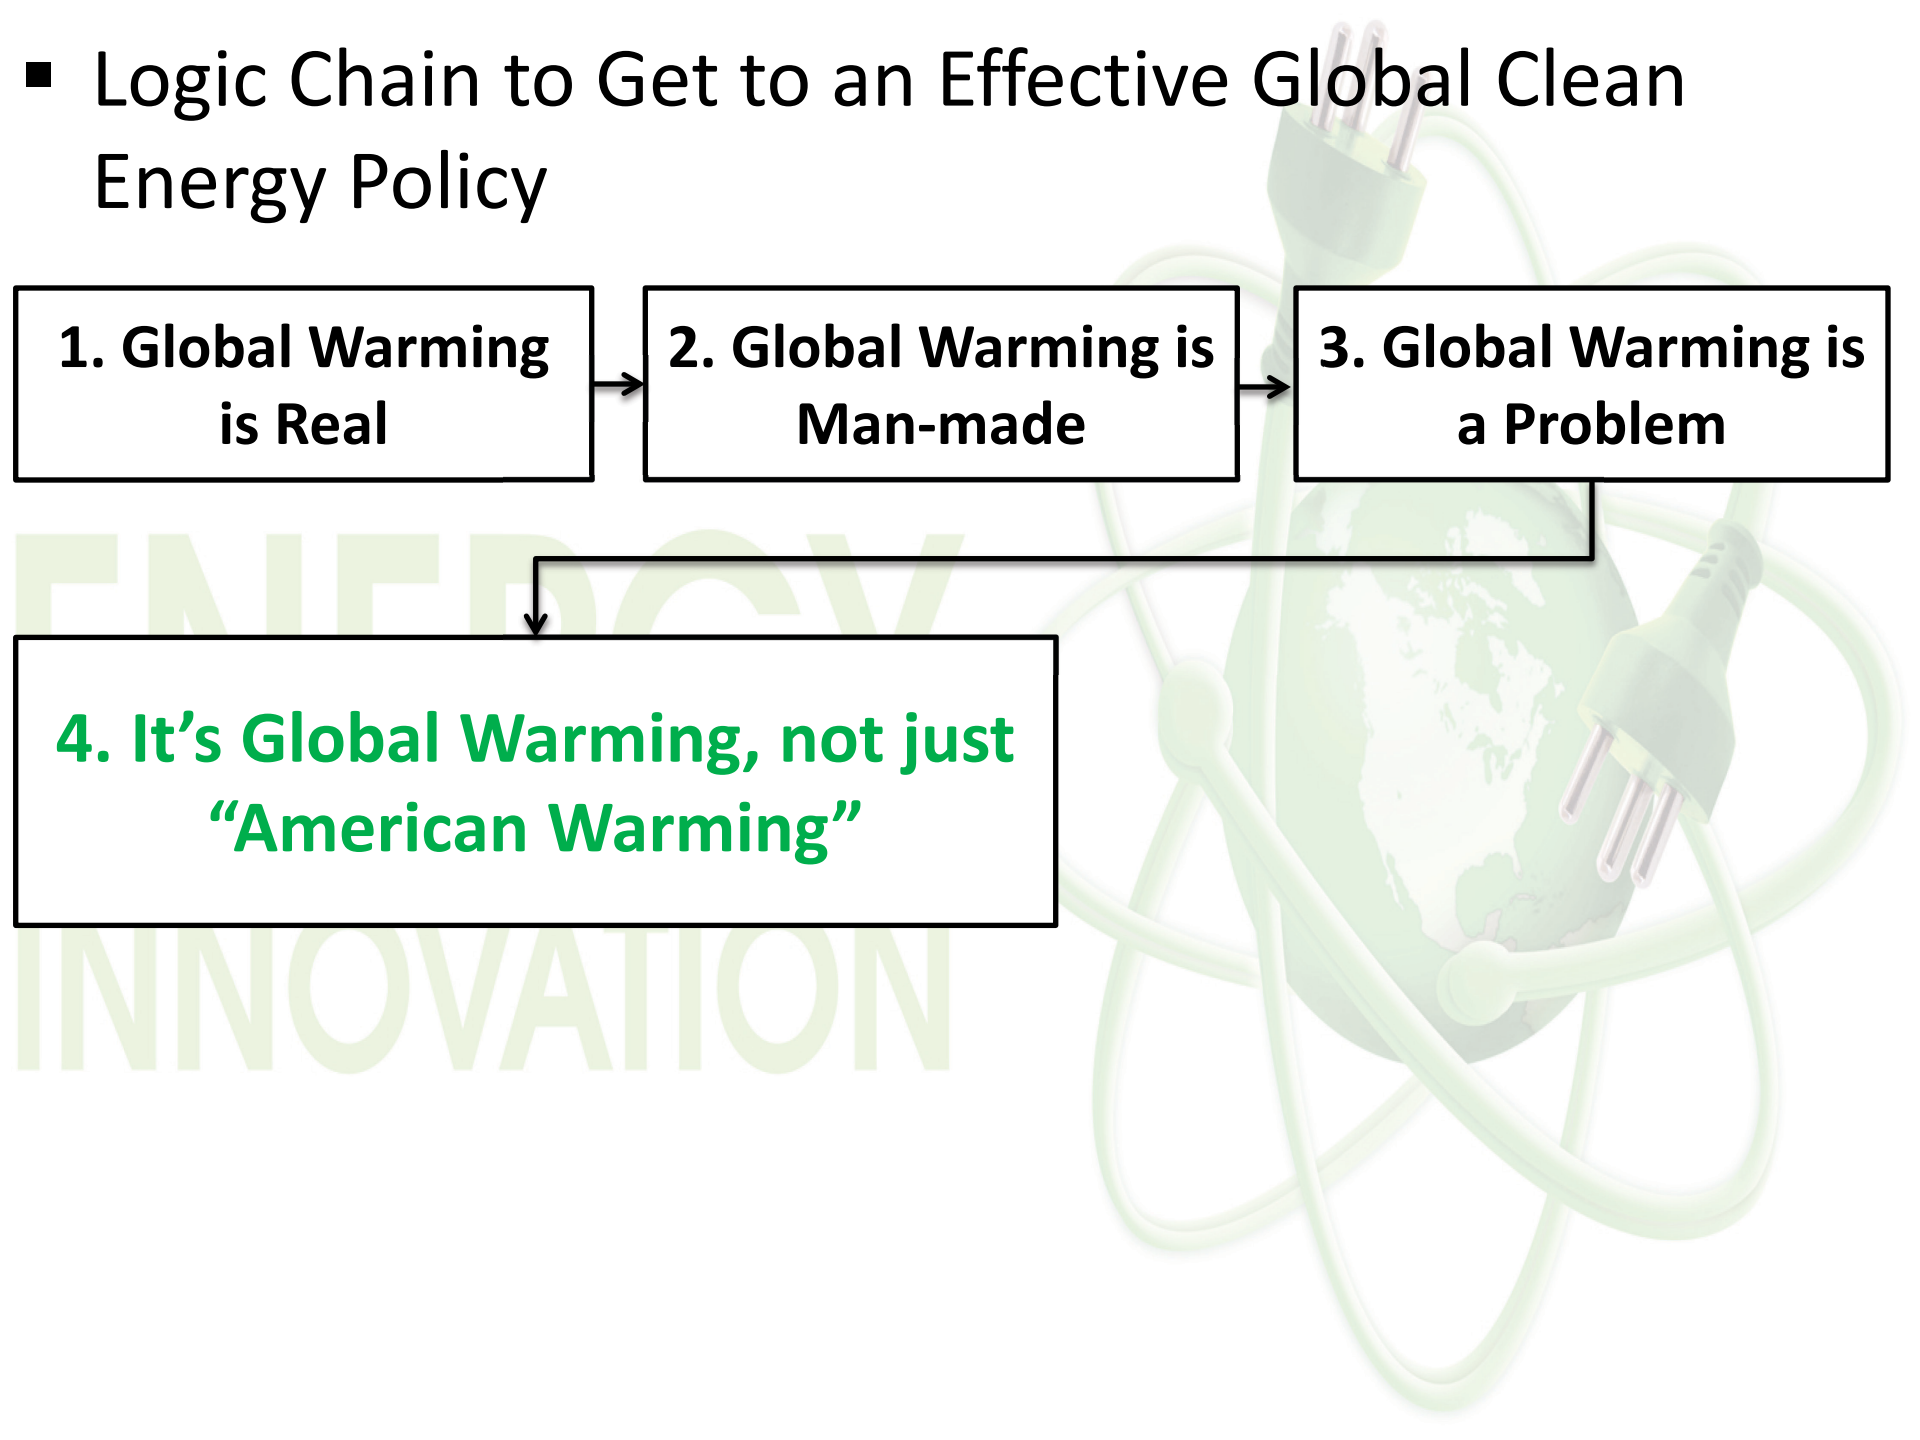 ▪ Logic Chain to Get to an Effective Global Clean
Energy Policy
1. Global Warming
is Real
2. Global Warming is
Man-made
3. Global Warming is
a Problem
ENERGY
4. It’s Global Warming, not just
“American Warming”
INNOVATION